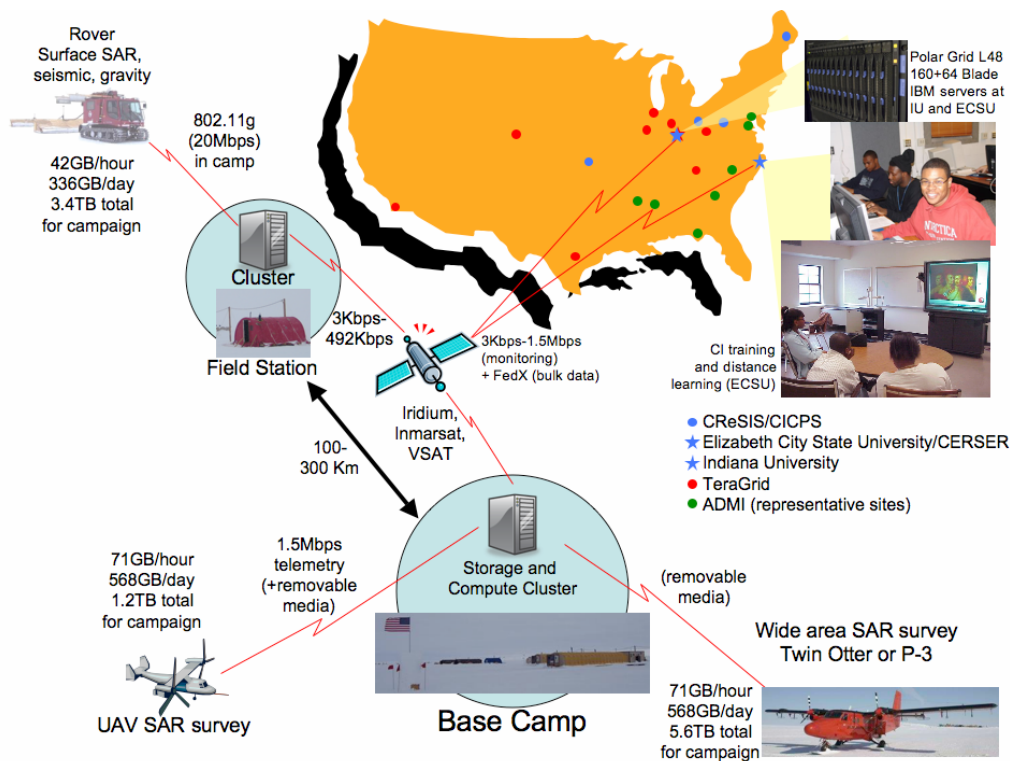 Rover
Surface SAR,
seismic, gravity
42GB/hour
336GB/day
3.4TB total
for campaign
802.11g
(20Mbps)
in camp
Cluster
Field Station
3Kbps-
492Kbps
3Kbps-1.5Mbps
(monitoring)
+ FedX (bulk data)
Iridium,
Inmarsat,
VSAT
100-
300 Km
Polar Grid L48
160+64 Blade
IBM servers at
IU and ECSU
CI training
and distance
learning (ECSU)
CReSIS/CICPS
Elizabeth City State University/CERSER
Indiana University
TeraGrid
ADMI (representative sites)
Storage and
Compute Cluster
Base Camp
1.5Mbps
telemetry
(+removable
media)
71GB/hour
568GB/day
1.2TB total
for campaign
UAV SAR survey
(removable
media)
Wide area SAR survey
Twin Otter or P-3
71GB/hour
568GB/day
5.6TB total
for campaign